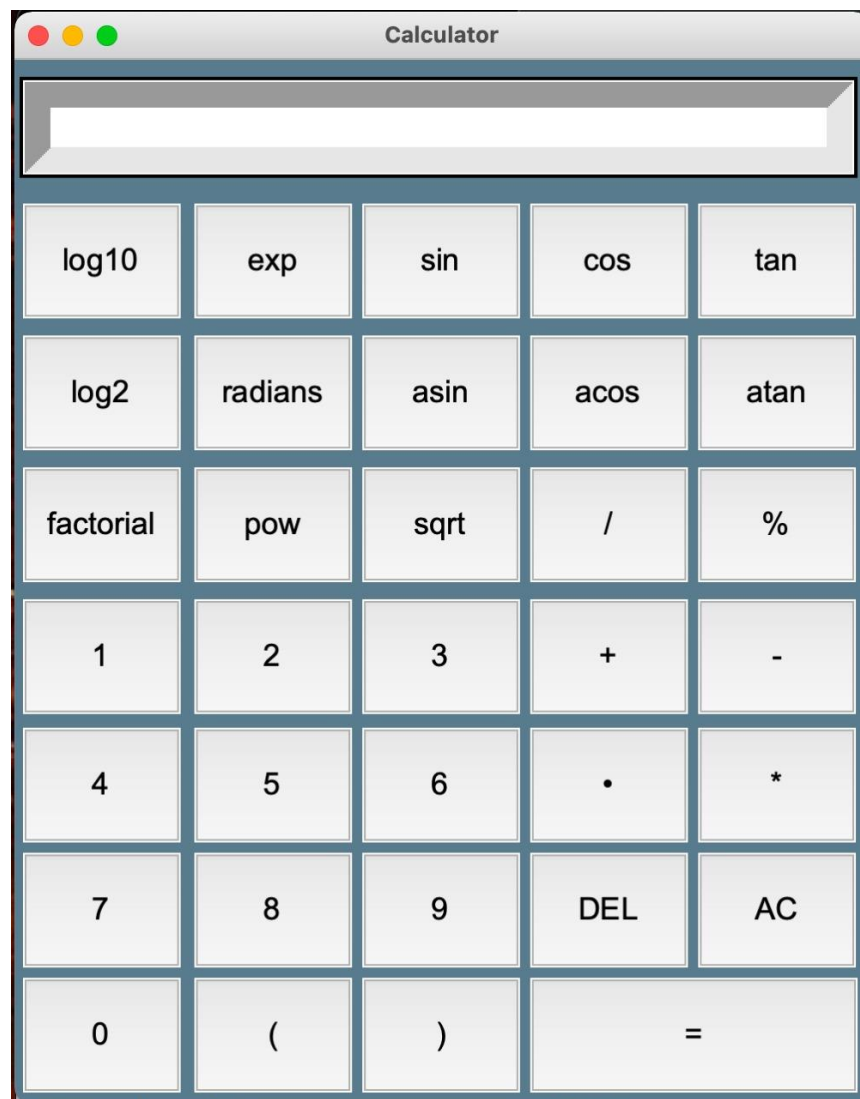 Calculator
log10 exp sin cos tan
log2 radians asin acos atan
factorial pow sqrt / %
1 2 3 + -
4 5 6 • *
7 8 9 DEL AC
0 ( ) =